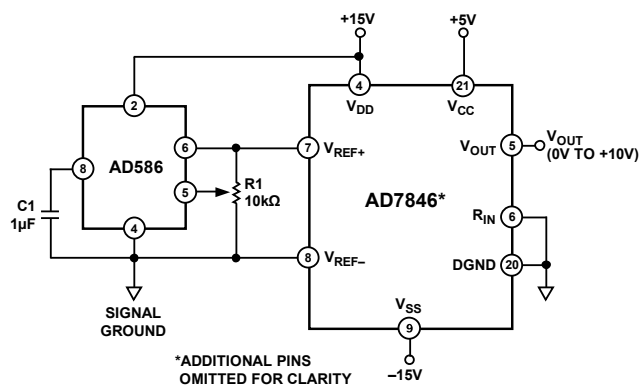 +15V
+5V
2
4
21
V_DD
V_CC
6
7
V_REF+
V_OUT
5
V_OUT
(0V TO +10V)
8
AD586
5
R1
10kΩ
AD7846*
C1
1µF
4
R_IN
6
8
V_REF–
DGND
20
SIGNAL
GROUND
V_SS
9
*ADDITIONAL PINS
OMITTED FOR CLARITY
–15V